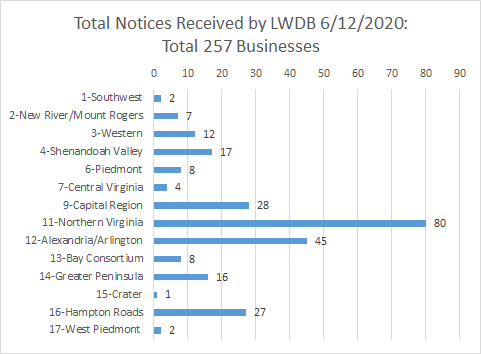 Total Notices Received by LWDB 6/12/2020:
Total 257 Businesses
0 10 20 30 40 50 60 70 80 90
1-Southwest 2
2-New River/Mount Rogers 7
3-Western 12
4-Shenandoah Valley 17
6-Piedmont 8
7-Central Virginia 4
9-Capital Region 28
11-Northern Virginia 80
12-Alexandria/Arlington 45
13-Bay Consortium 8
14-Greater Peninsula 16
15-Crater 1
16-Hampton Roads 27
17-West Piedmont 2